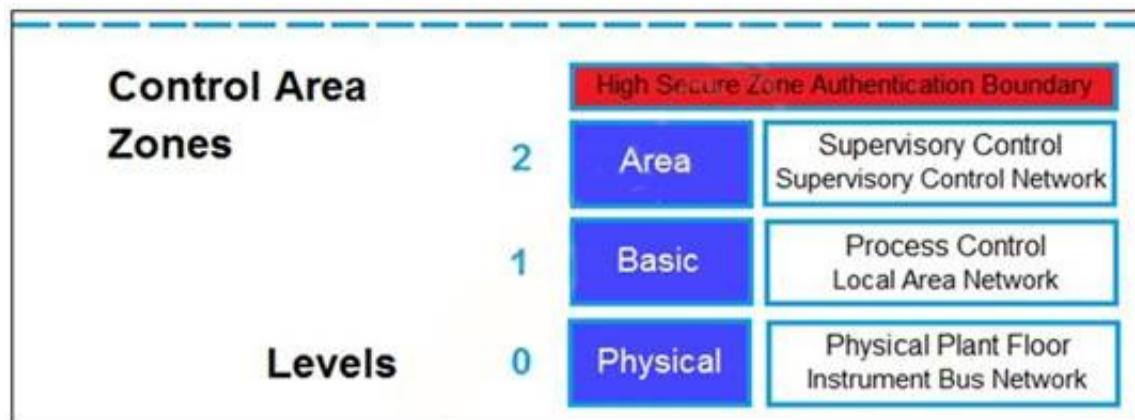 Control Area
Zones
High Secure Zone Authentication Boundary
2
Area
Supervisory Control
Supervisory Control Network
1
Basic
Process Control
Local Area Network
Levels
0
Physical
Physical Plant Floor
Instrument Bus Network